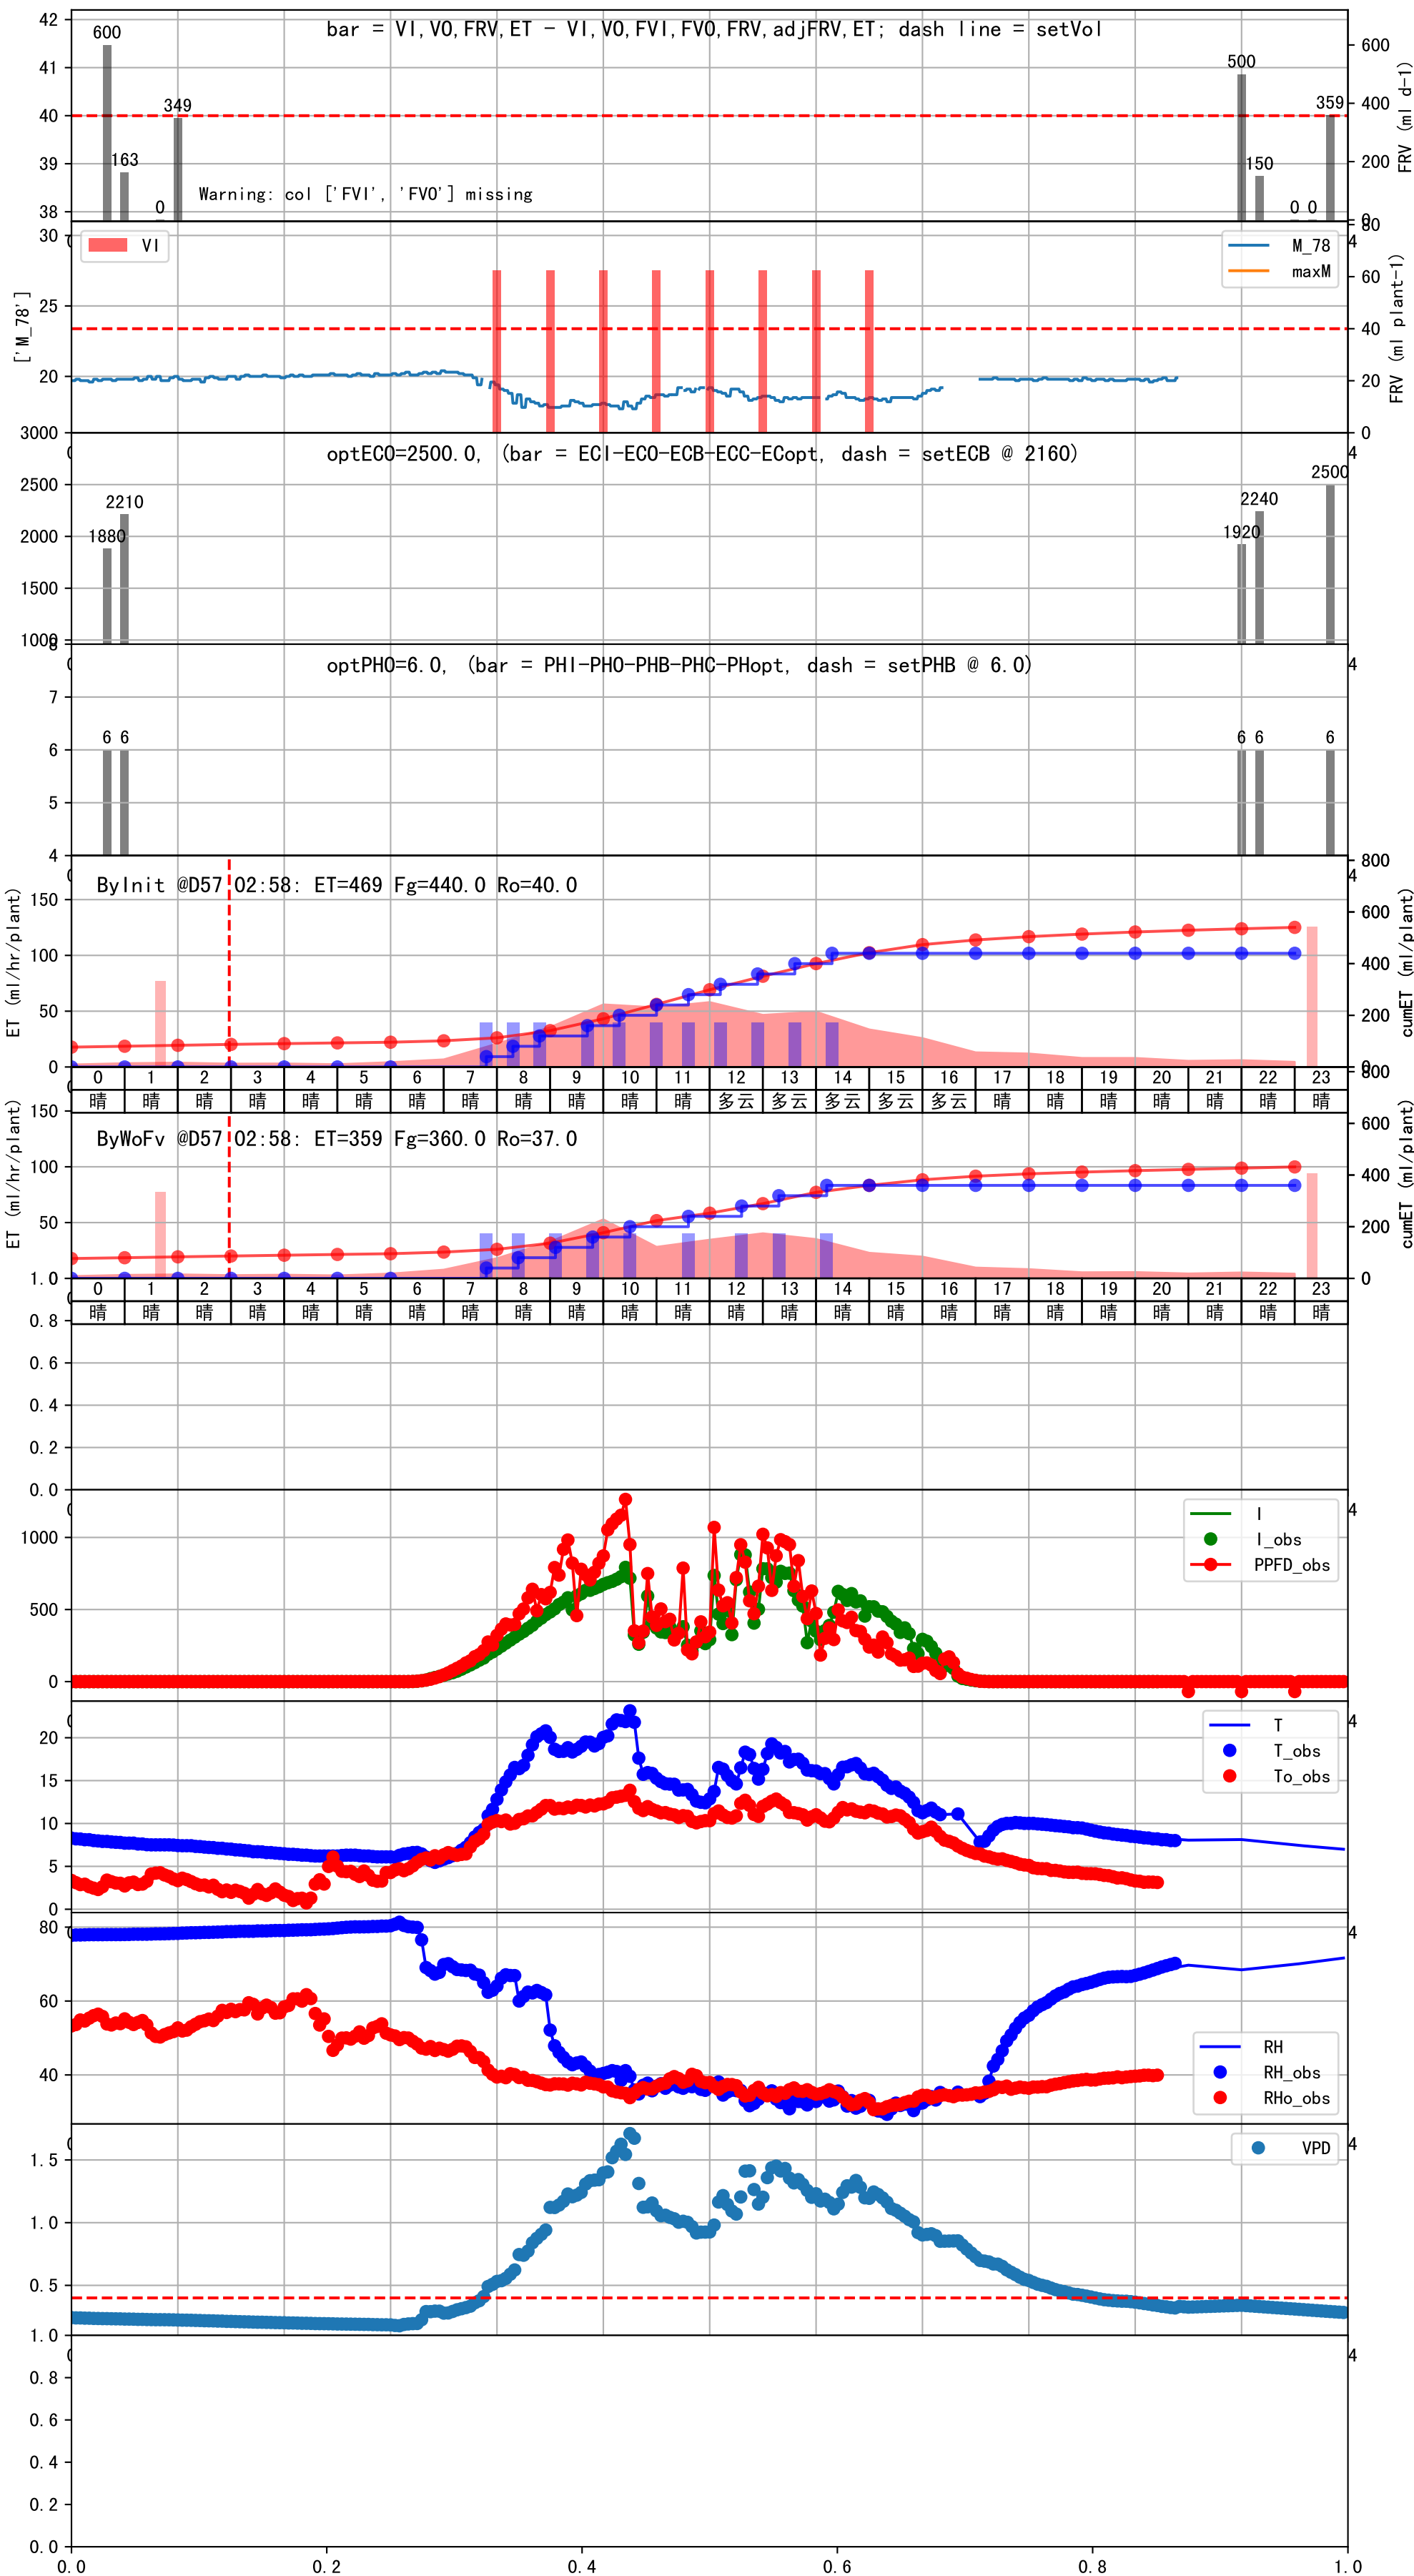 bar = VI,VO,FRV,ET - VI,VO,FVI,FVO,FRV,adjFRV,ET; dash line = setVol
42
41
40
39
38
600
163
0
349
500
150
0 0
359
Warning: col ['FVI', 'FVO'] missing
600
400
200
0
FRV (ml d-1)
VI
M_78
maxM
['M_78']
30
25
20
80
60
40
20
0
FRV (ml plant-1)
optECO=2500.0, (bar = ECI-ECO-ECB-ECC-ECopt, dash = setECB @ 2160)
3000
2500
2000
1500
1000
1880
2210
1920
2240
2500
optPHO=6.0, (bar = PHI-PHO-PHB-PHC-PHopt, dash = setPHB @ 6.0)
8
7
6
5
4
6 6
6 6
6
ByInit @D57 02:58: ET=469 Fg=440.0 Ro=40.0
ET (ml/hr/plant)
150
100
50
0
800
600
400
200
0
cumET (ml/plant)
0 1 2 3 4 5 6 7 8 9 10 11 12 13 14 15 16 17 18 19 20 21 22 23
晴 晴 晴 晴 晴 晴 晴 晴 晴 晴 晴 晴 多云 多云 多云 多云 多云 晴 晴 晴 晴 晴 晴 晴
ByWoFv @D57 02:58: ET=359 Fg=360.0 Ro=37.0
ET (ml/hr/plant)
150
100
50
800
600
400
200
0
cumET (ml/plant)
0 1 2 3 4 5 6 7 8 9 10 11 12 13 14 15 16 17 18 19 20 21 22 23
晴 晴 晴 晴 晴 晴 晴 晴 晴 晴 晴 晴 晴 晴 晴 晴 晴 晴 晴 晴 晴 晴 晴 晴
1.0
0.8
0.6
0.4
0.2
0.0
1000
500
0
I
I_obs
PPFD_obs
20
15
10
5
0
T
T_obs
To_obs
80
60
40
RH
RH_obs
RHo_obs
1.5
1.0
0.5
VPD
1.0
0.8
0.6
0.4
0.2
0.0
0.0 0.2 0.4 0.6 0.8 1.0